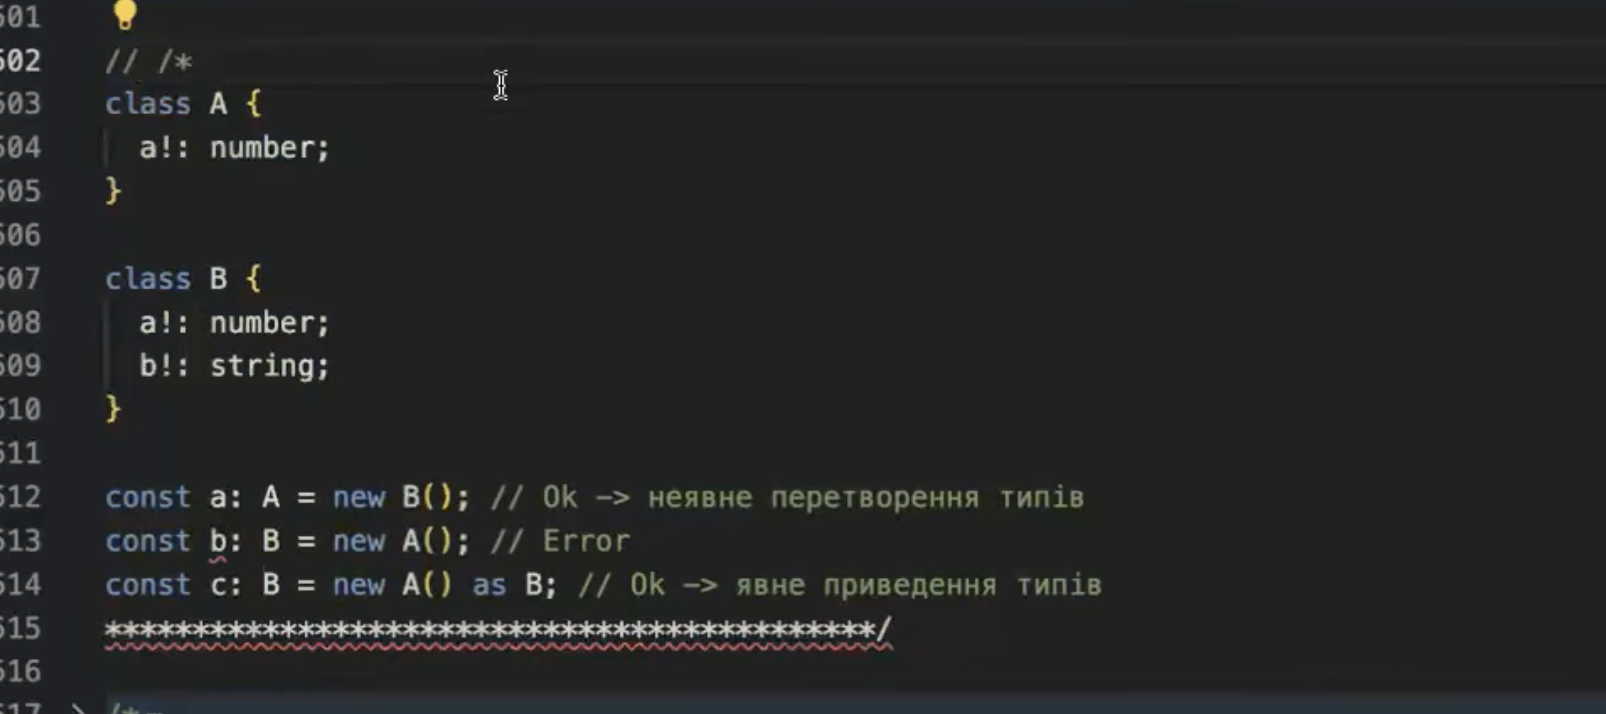 501
502 // /*
503 class A {
504 a!: number;
505 }
506
507 class B {
508 a!: number;
509 b!: string;
510 }
511
512 const a: A = new B(); // Ok -> неявне перетворення типів
513 const b: B = new A(); // Error
514 const c: B = new A() as B; // Ok -> явне приведення типів
515 ********************************************/
516
517 /*